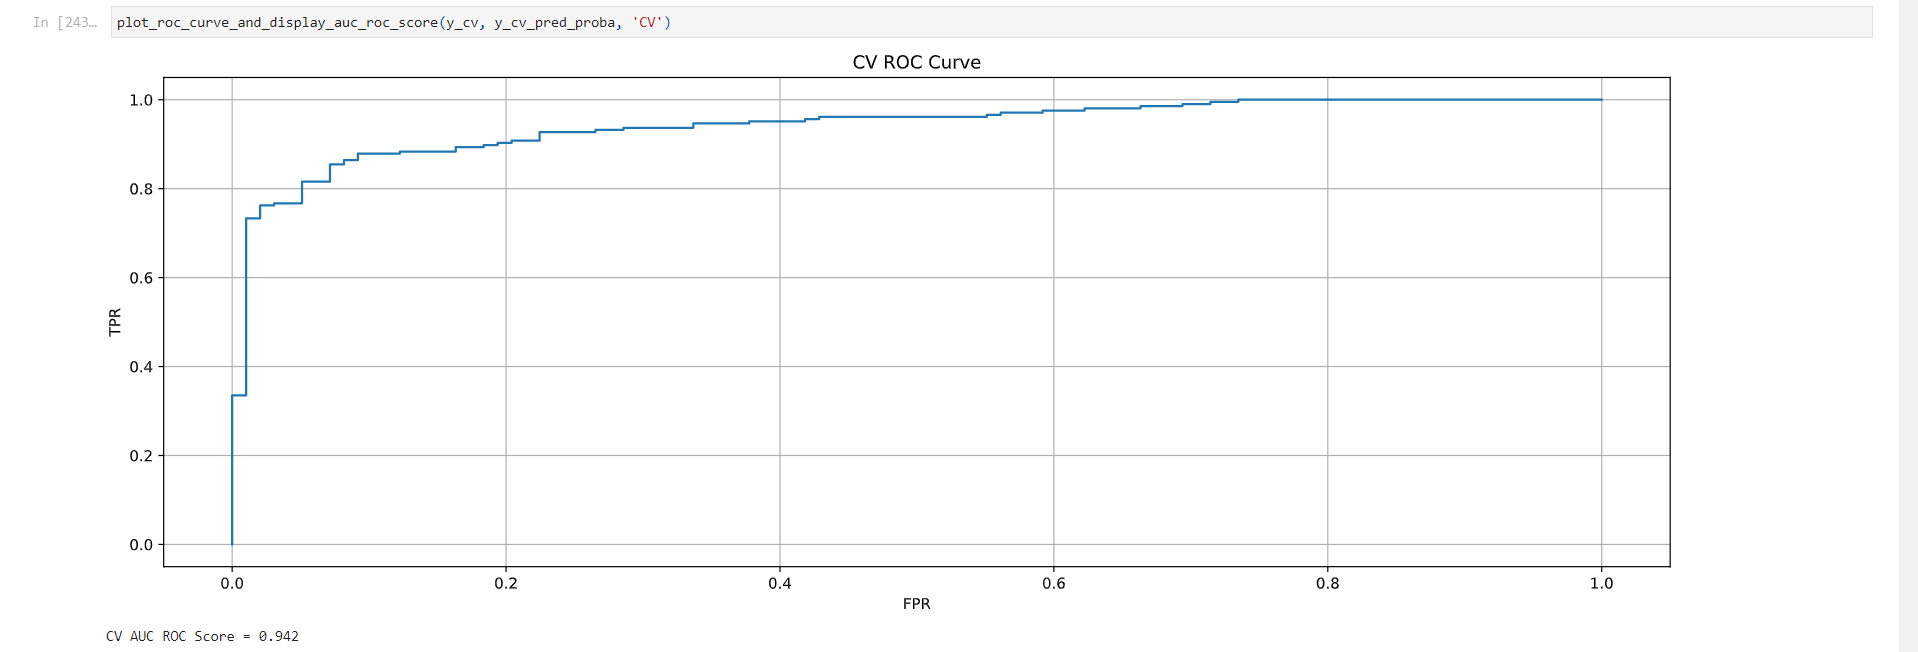 In [243… plot_roc_curve_and_display_auc_roc_score(y_cv, y_cv_pred_proba, 'CV')
CV ROC Curve
1.0
0.8
0.6
TPR
0.4
0.2
0.0
0.0 0.2 0.4 0.6 0.8 1.0
FPR
CV AUC ROC Score = 0.942